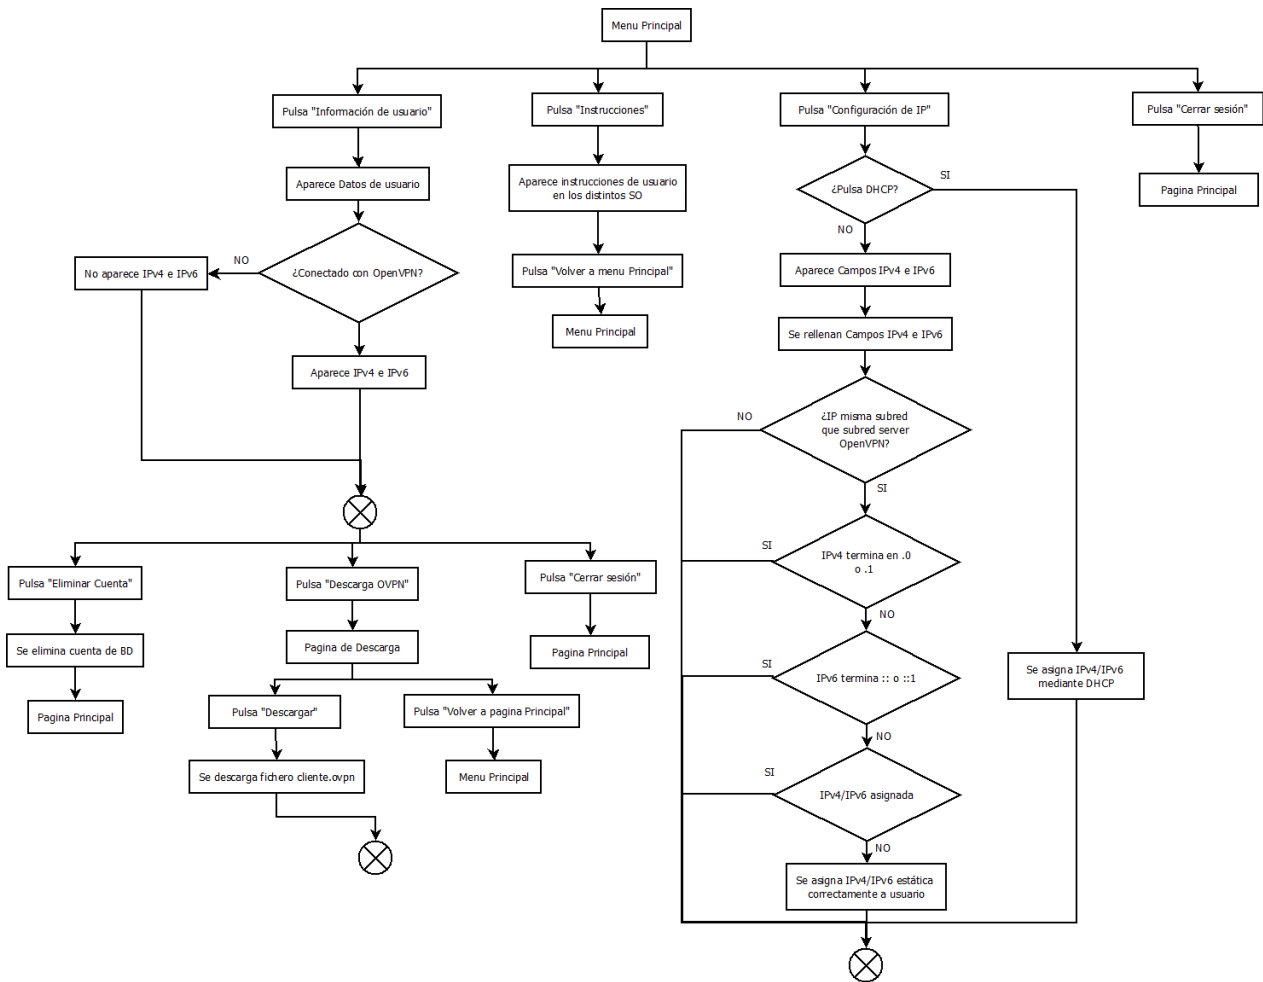 Menu Principal
Pulsa "Información de usuario"
Pulsa "Instrucciones"
Pulsa "Configuración de IP"
Pulsa "Cerrar sesión"
Aparece Datos de usuario
Aparece instrucciones de usuario
en los distintos SO
¿Pulsa DHCP?
SI
NO
Pagina Principal
¿Conectado con OpenVPN?
NO
No aparece IPv4 e IPv6
Pulsa "Volver a menu Principal"
Aparece Campos IPv4 e IPv6
Menu Principal
Se rellenan Campos IPv4 e IPv6
Aparece IPv4 e IPv6
¿IP misma subred
que subred server
OpenVPN?
NO
SI
IPv4 termina en .0
o .1
SI
NO
Pulsa "Eliminar Cuenta"
Pulsa "Descarga OVPN"
Pulsa "Cerrar sesión"
Se elimina cuenta de BD
Pagina de Descarga
Pagina Principal
IPv6 termina :: o ::1
SI
NO
Se asigna IPv4/IPv6
mediante DHCP
Pagina Principal
Pulsa "Descargar"
Pulsa "Volver a pagina Principal"
Se descarga fichero cliente.ovpn
Menu Principal
IPv4/IPv6 asignada
SI
NO
Se asigna IPv4/IPv6 estática
correctamente a usuario